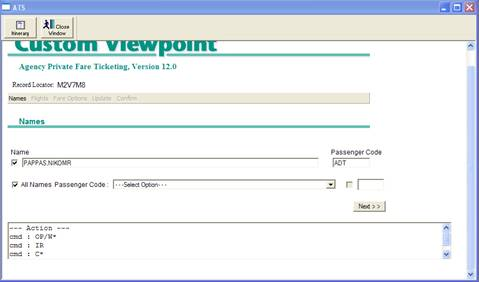 ATS
Itinerary
Close Window
Custom Viewpoint
Agency Private Fare Ticketing, Version 12.0
Record Locator: M2V7M8
Names Flights Fare Options Update Confirm
Names
Name Passenger Code
PAPPAS.NIKOMR ADT
All Names Passenger Code : ---Select Option---
Next >>
--- Action ---
cmd : OP/W*
cmd : IR
cmd : C*